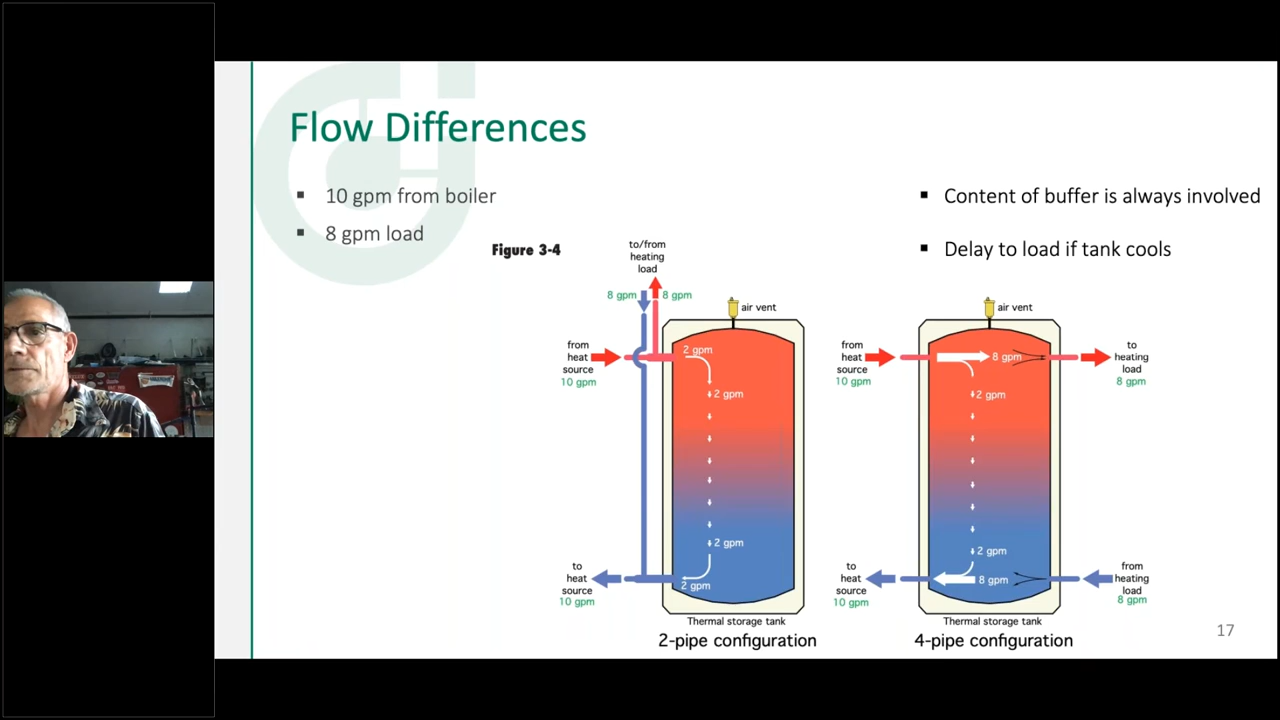 Flow Differences
10 gpm from boiler
8 gpm load
Content of buffer is always involved
Delay to load if tank cools
Figure 3-4
to/from
heating
load
8 gpm
8 gpm
air vent
from
heat
source
10 gpm
2 gpm
2 gpm
2 gpm
2 gpm
to
heat
source
10 gpm
Thermal storage tank
2-pipe configuration
air vent
from
heat
source
10 gpm
8 gpm
2 gpm
to
heating
load
8 gpm
2 gpm
8 gpm
to
heat
source
10 gpm
from
heating
load
8 gpm
Thermal storage tank
4-pipe configuration
17